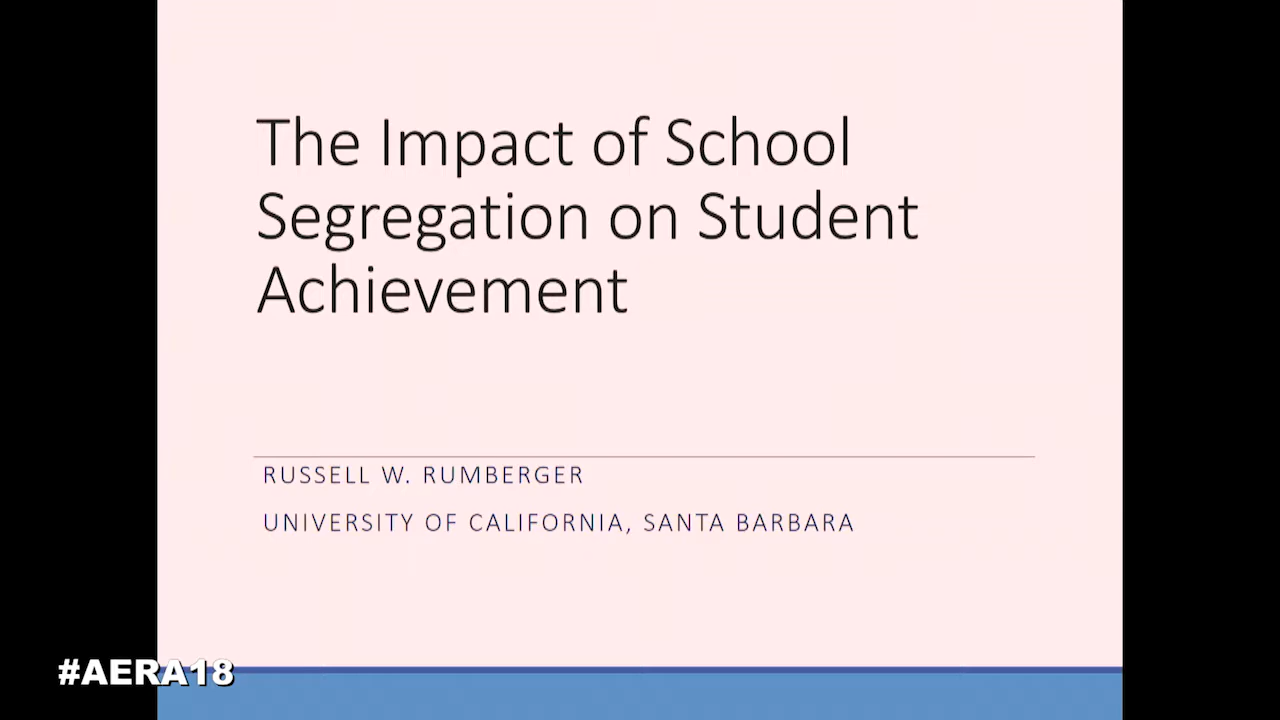 The Impact of School
Segregation on Student
Achievement
RUSSELL W. RUMBERGER
UNIVERSITY OF CALIFORNIA, SANTA BARBARA
#AERA18